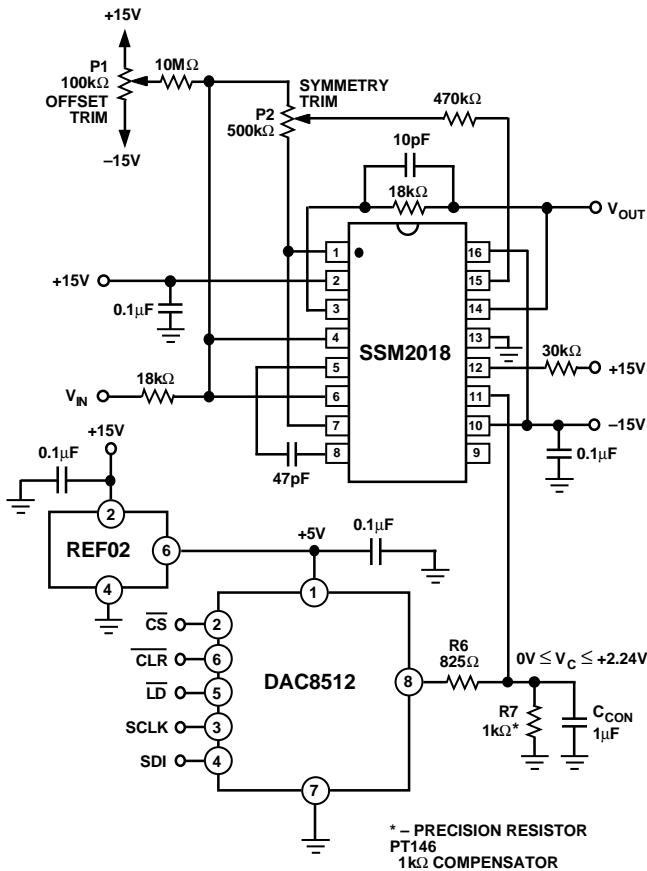 +15V
P1
100kΩ
OFFSET
TRIM
–15V
10MΩ
SYMMETRY
TRIM
P2
500kΩ
470kΩ
10pF
18kΩ
V_OUT
+15V
0.1μF
1
2
3
4
5
6
7
8
SSM2018
16
15
14
13
12
11
10
9
30kΩ
+15V
–15V
0.1μF
V_IN
18kΩ
47pF
+15V
0.1μF
2
REF02
6
4
+5V
0.1μF
1
CS
2
CLR
6
LD
5
SCLK
3
SDI
4
DAC8512
8
7
R6
825Ω
0V ≤ V_C ≤ +2.24V
R7
1kΩ*
C_CON
1μF
* – PRECISION RESISTOR
PT146
1kΩ COMPENSATOR